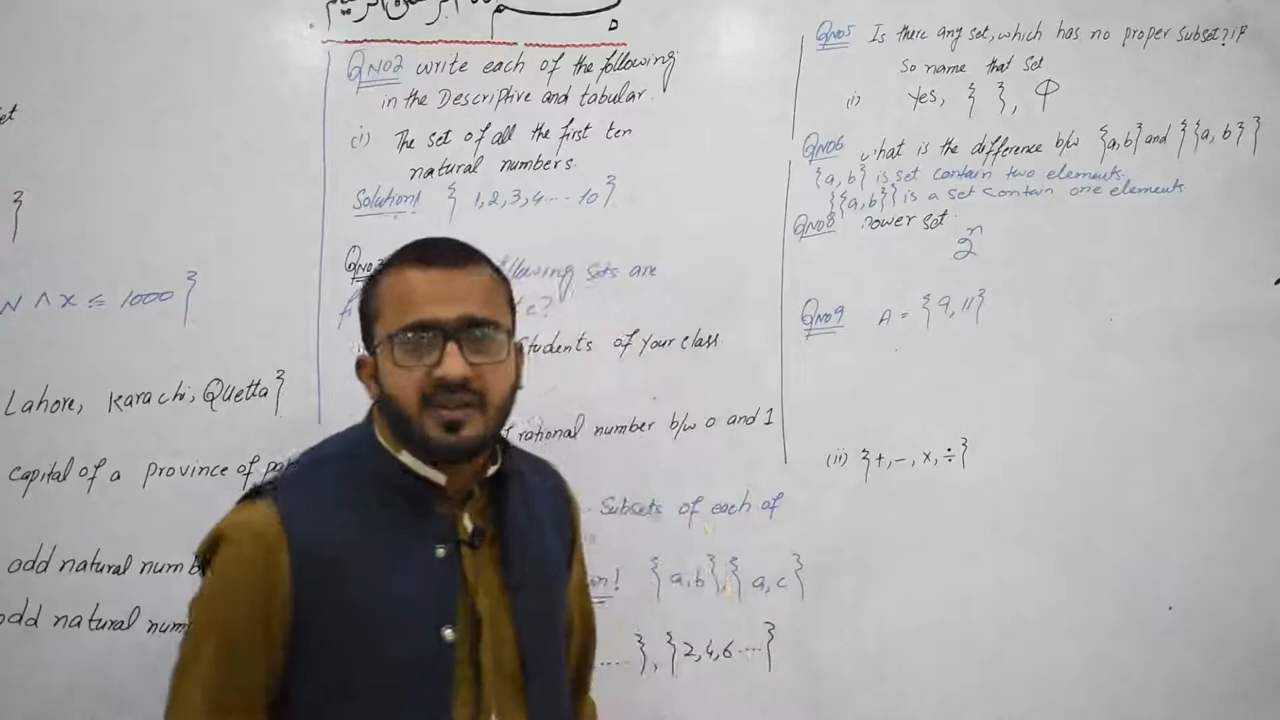 et
}
N ∧ x ≤ 1000 }
Lahore, Karachi, Quetta }
capital of a province of pak
odd natural numb
odd natural num
QNO2 write each of the following
in the Descriptive and tabular.
(i) The set of all the first ten
natural numbers.
Solution! { 1,2,3,4.... 10 }
QNO3 llowing sets are
te?
students of your class.
f rational number b/w 0 and 1
Subsets of each of
on! {a,b}, {a,c}
.... }, {2,4,6 ....}
QNO5 Is there any set, which has no proper subset? if
So name that set
(i) Yes, { }, Φ
QNO6 what is the difference b/w {a,b} and {{a,b}}
{a,b} is set contain two elements.
{{a,b}} is a set contain one elements.
QNO8 Power set.
2ⁿ
QNO9 A = {9,11}
(ii) {+,-,x,÷}